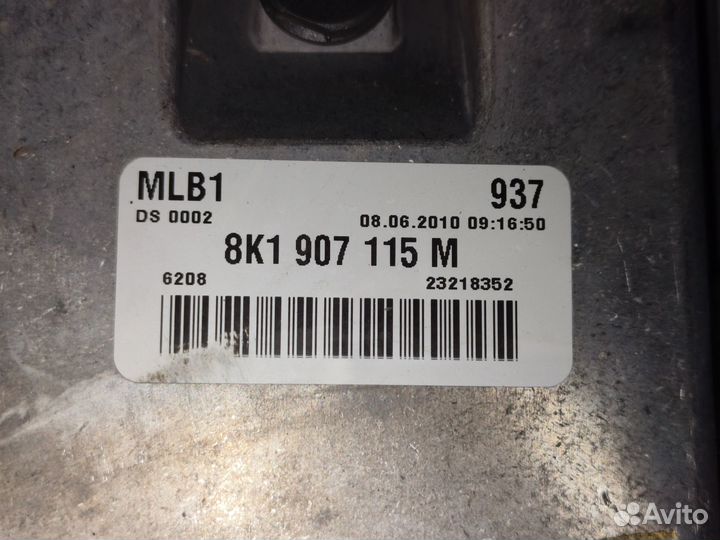 MLB1 937
DS 0002 08.06.2010 09:16:50
8K1 907 115 M
6208 23218352
Avito